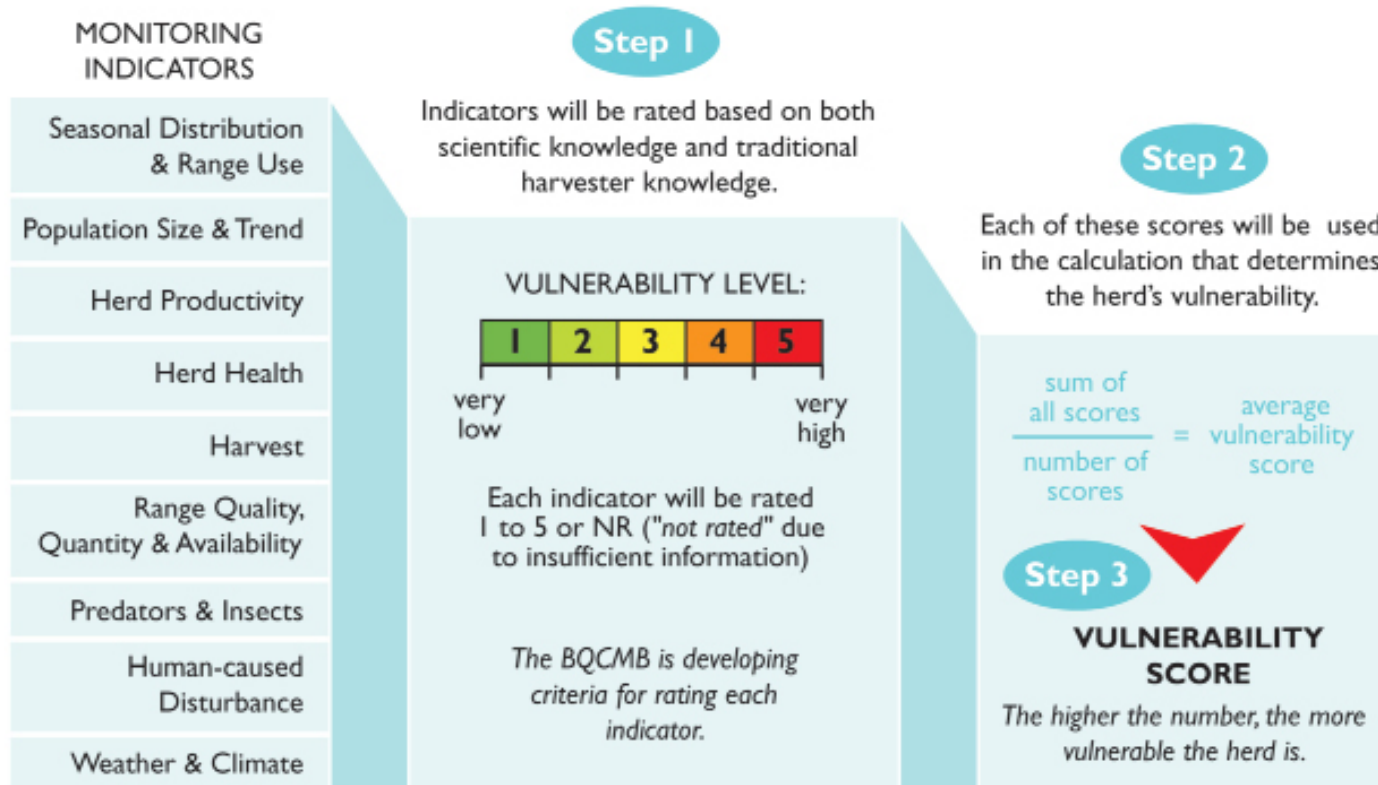 MONITORING
INDICATORS
Seasonal Distribution
& Range Use
Population Size & Trend
Herd Productivity
Herd Health
Harvest
Range Quality,
Quantity & Availability
Predators & Insects
Human-caused
Disturbance
Weather & Climate
Step 1
Indicators will be rated based on both
scientific knowledge and traditional
harvester knowledge.
VULNERABILITY LEVEL:
1 2 3 4 5
very
low
very
high
Each indicator will be rated
1 to 5 or NR ("not rated" due
to insufficient information)
The BQCMB is developing
criteria for rating each
indicator.
Step 2
Each of these scores will be used
in the calculation that determines
the herd's vulnerability.
sum of
all scores
number of
scores
=
average
vulnerability
score
Step 3
VULNERABILITY
SCORE
The higher the number, the more
vulnerable the herd is.